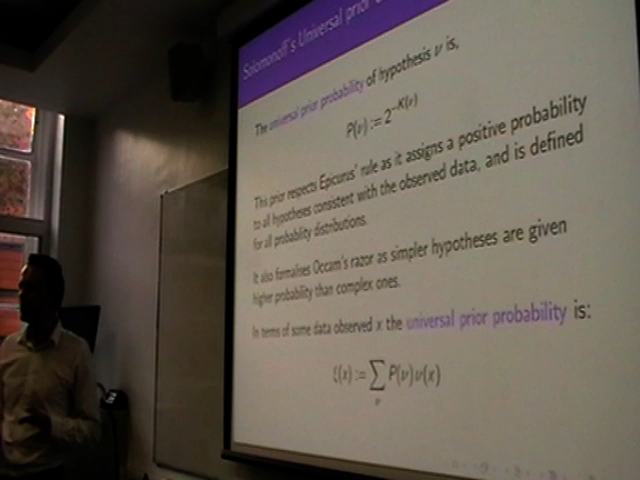 Solomonoff's Universal prior
The universal prior probability of hypothesis ν is,
P(ν) := 2^{-K(ν)}
This prior respects Epicurus' rule as it assigns a positive probability
to all hypotheses consistent with the observed data, and is defined
for all probability distributions.
It also formalises Occam's razor as simpler hypotheses are given
higher probability than complex ones.
In terms of some data observed x the universal prior probability is:
ξ(x) := ∑_ν P(ν)ν(x)